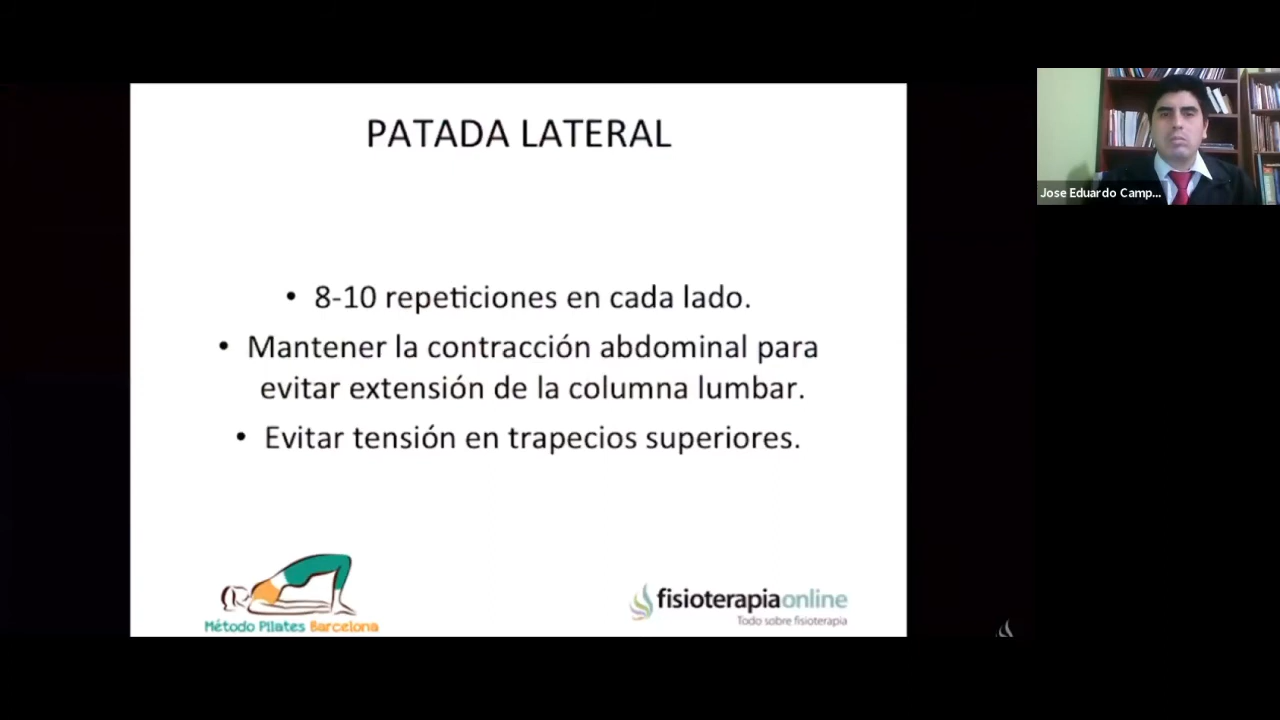 PATADA LATERAL
• 8-10 repeticiones en cada lado.
• Mantener la contracción abdominal para
evitar extensión de la columna lumbar.
• Evitar tensión en trapecios superiores.
Método Pilates Barcelona
fisioterapiaonline
Todo sobre fisioterapia
Jose Eduardo Camp...